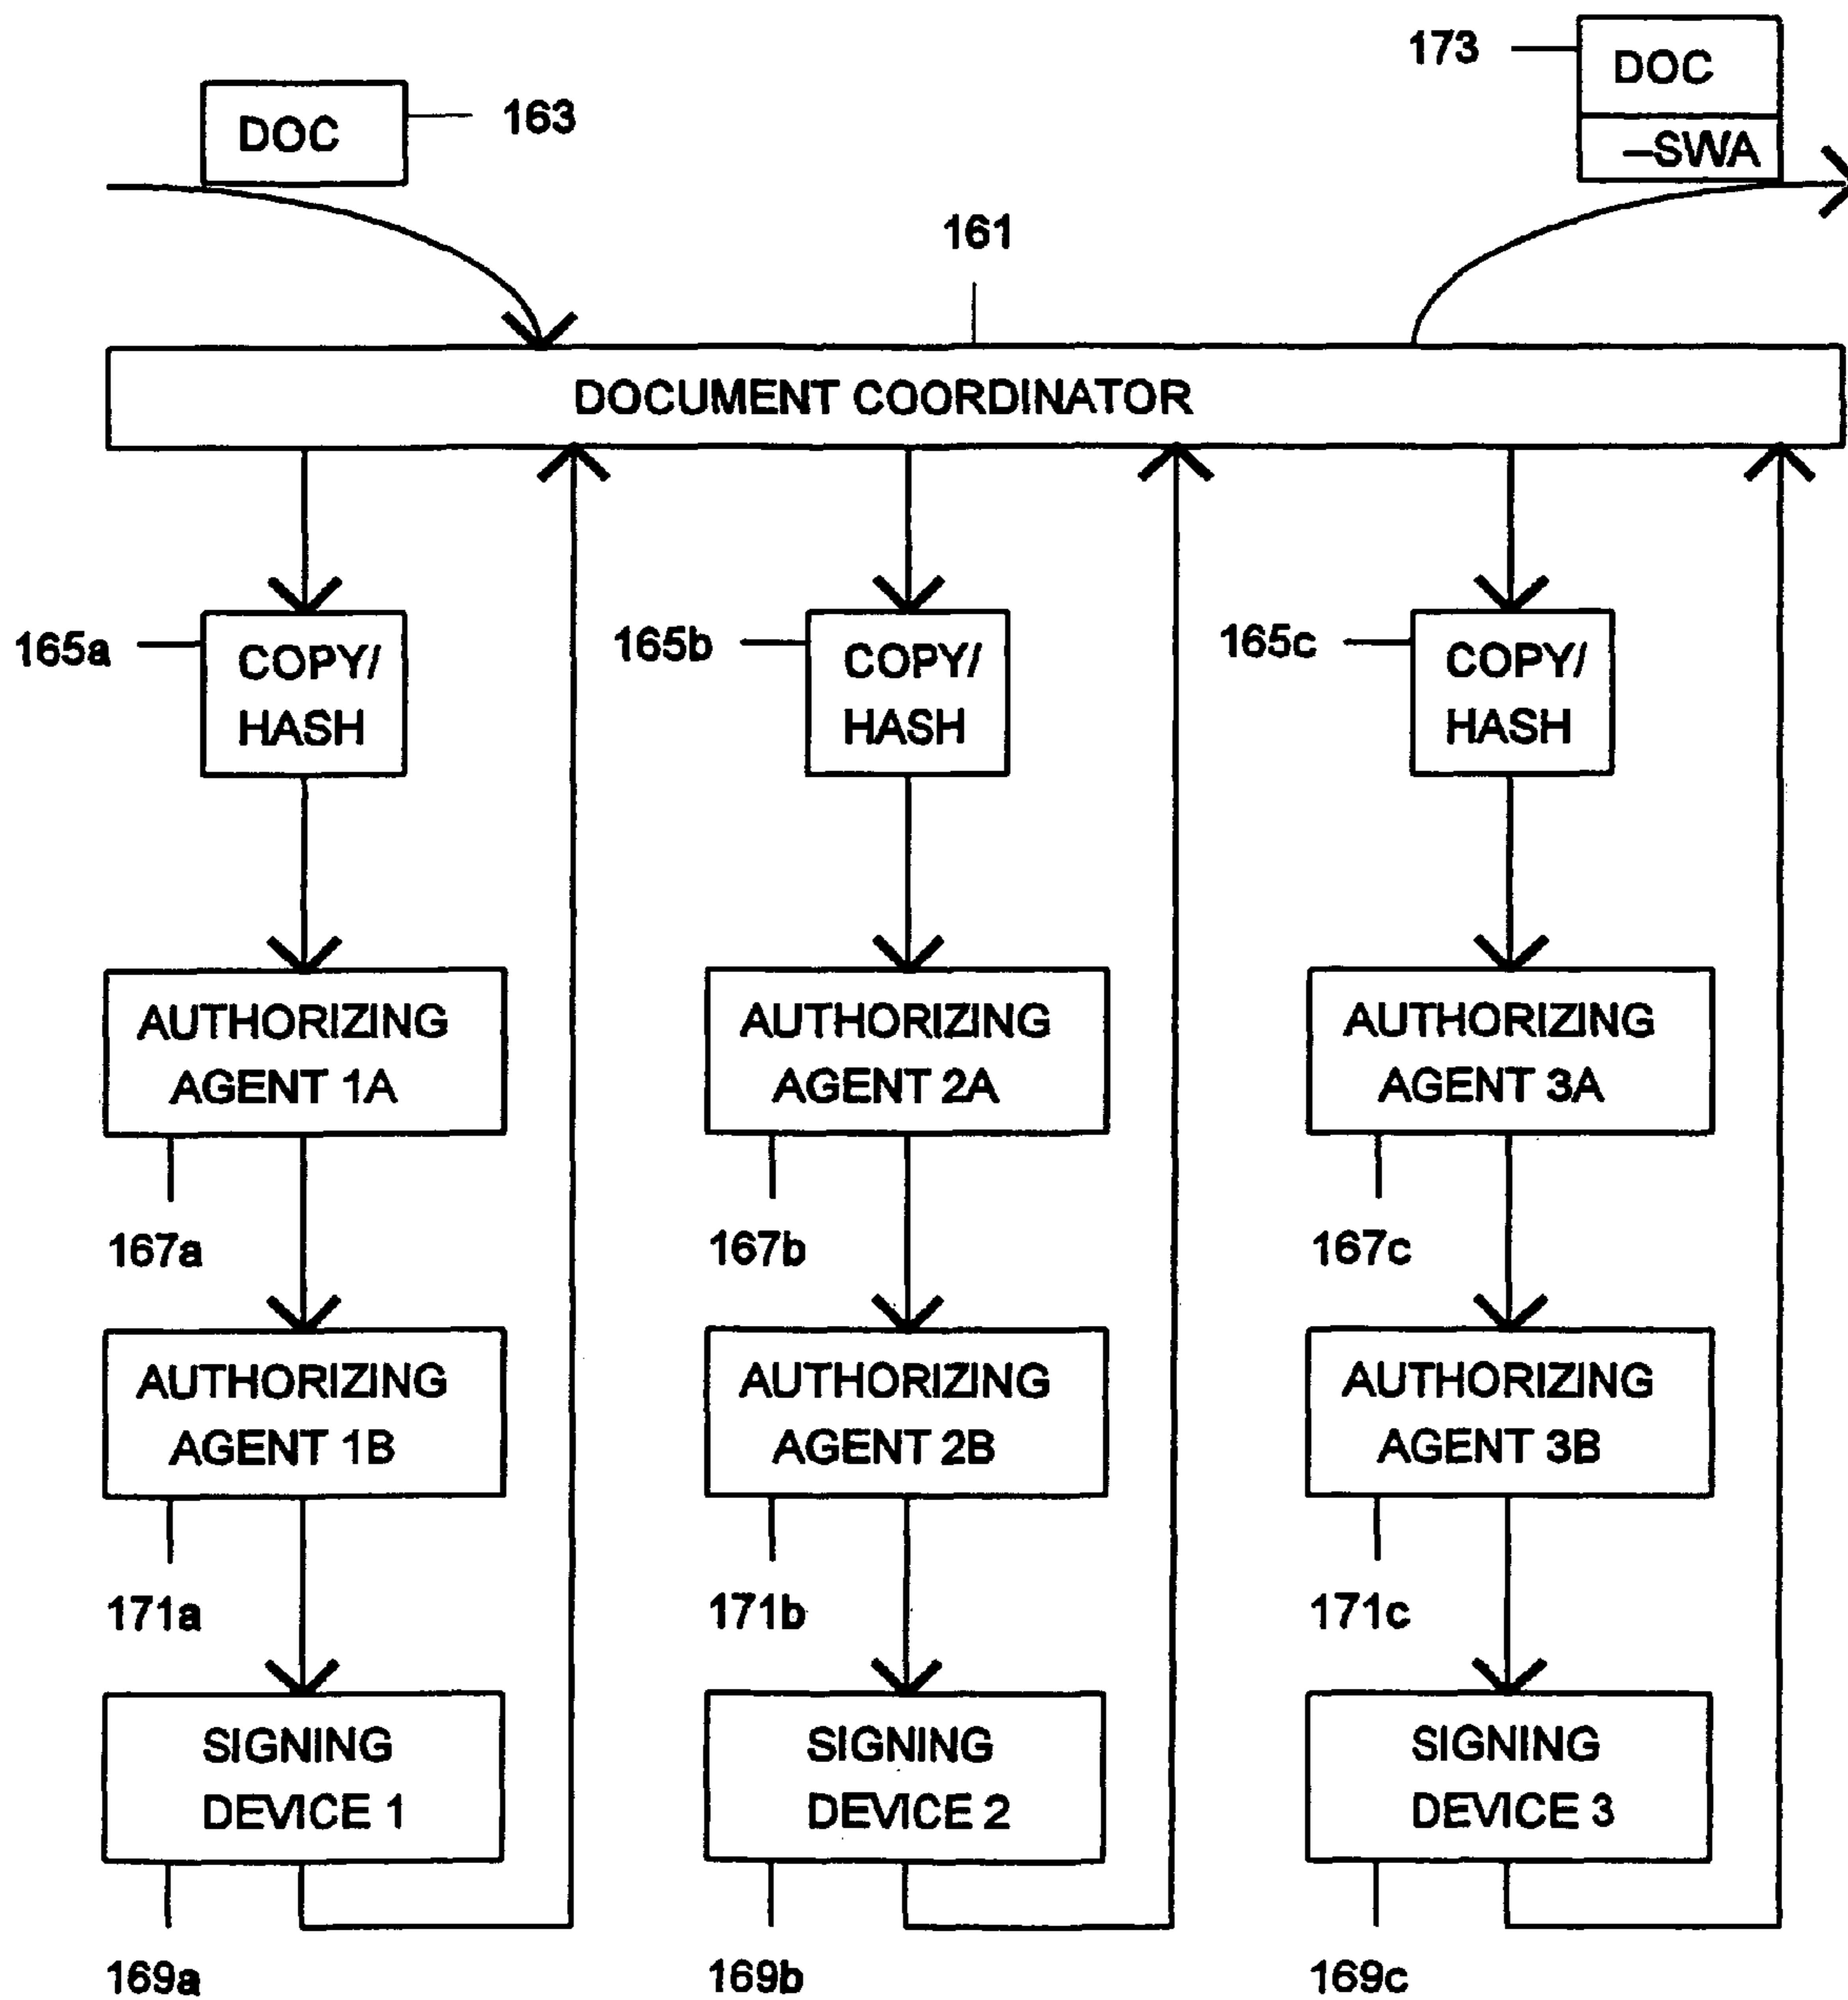 173
DOC
DOC
163
–SWA
161
DOCUMENT COORDINATOR
165a
COPY/
HASH
165b
COPY/
HASH
165c
COPY/
HASH
AUTHORIZING
AGENT 1A
AUTHORIZING
AGENT 2A
AUTHORIZING
AGENT 3A
167a
167b
167c
AUTHORIZING
AGENT 1B
AUTHORIZING
AGENT 2B
AUTHORIZING
AGENT 3B
171a
171b
171c
SIGNING
DEVICE 1
SIGNING
DEVICE 2
SIGNING
DEVICE 3
169a
169b
169c